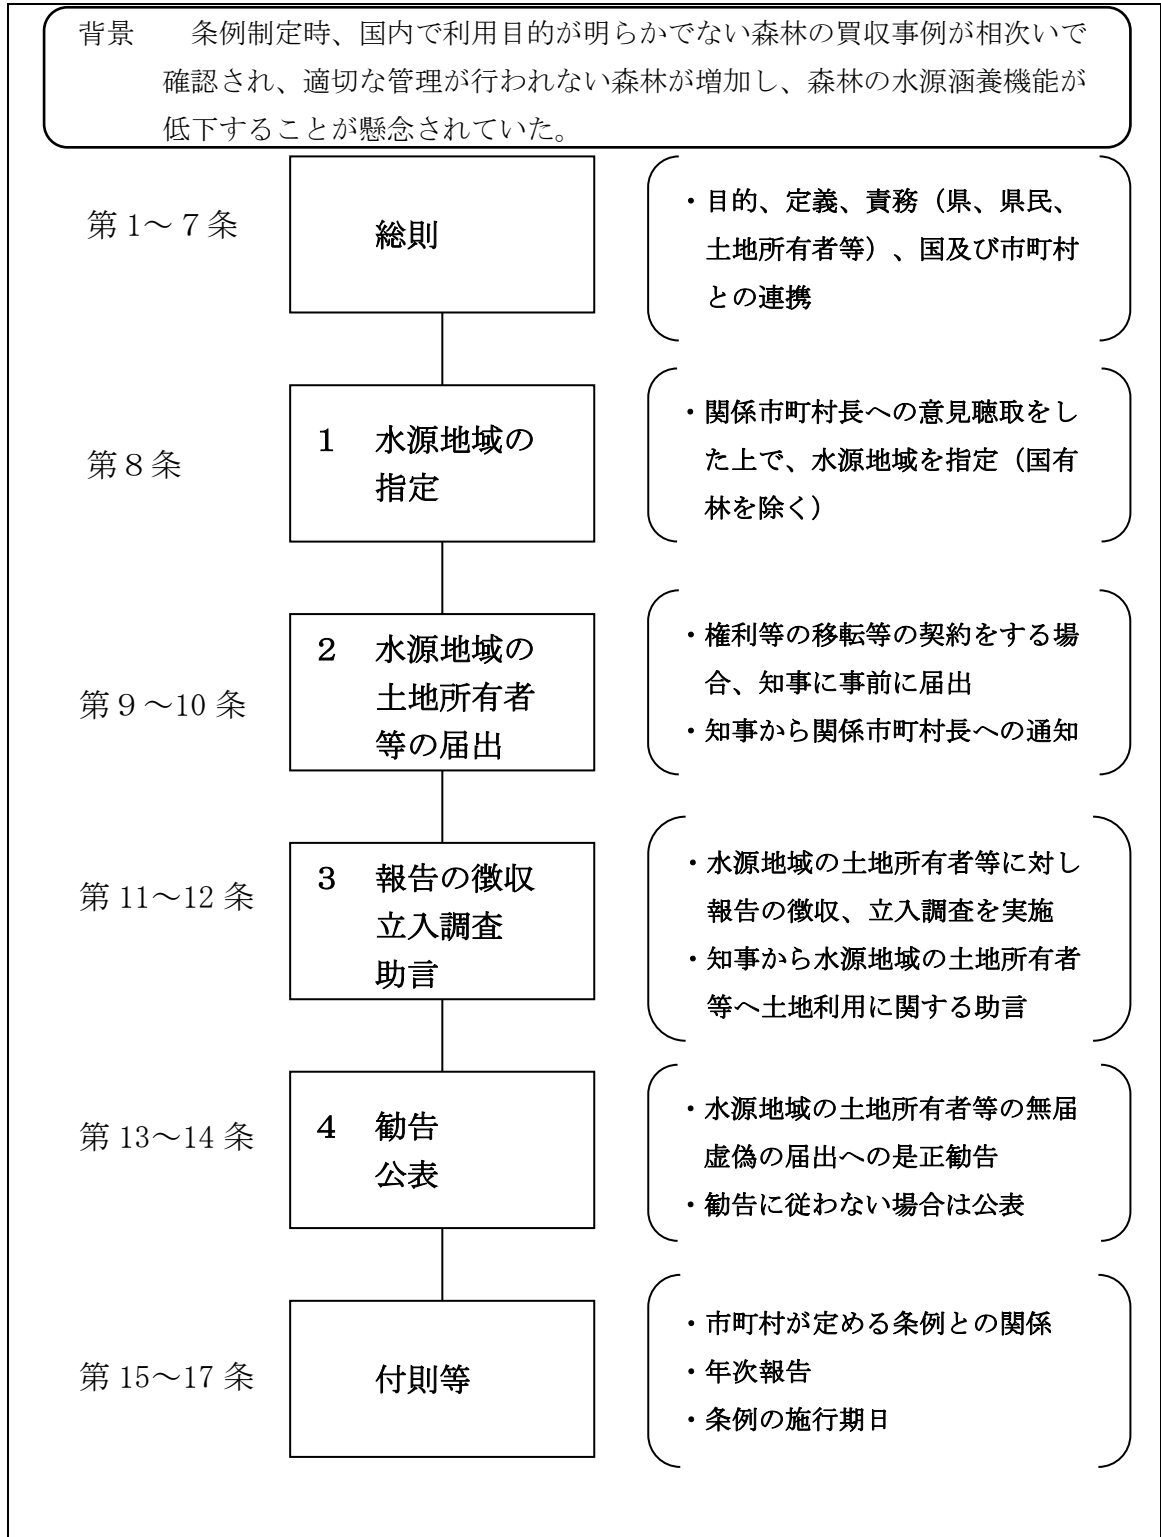 背景　条例制定時、国内で利用目的が明らかでない森林の買収事例が相次いで
確認され、適切な管理が行われない森林が増加し、森林の水源涵養機能が
低下することが懸念されていた。
第1～7条
総則
・目的、定義、責務（県、県民、
土地所有者等）、国及び市町村
との連携
第8条
1　水源地域の
指定
・関係市町村長への意見聴取をし
た上で、水源地域を指定（国有
林を除く）
第9～10条
2　水源地域の
土地所有者
等の届出
・権利等の移転等の契約をする場
合、知事に事前に届出
・知事から関係市町村長への通知
第11～12条
3　報告の徴収
立入調査
助言
・水源地域の土地所有者等に対し
報告の徴収、立入調査を実施
・知事から水源地域の土地所有者
等へ土地利用に関する助言
第13～14条
4　勧告
公表
・水源地域の土地所有者等の無届
虚偽の届出への是正勧告
・勧告に従わない場合は公表
第15～17条
付則等
・市町村が定める条例との関係
・年次報告
・条例の施行期日